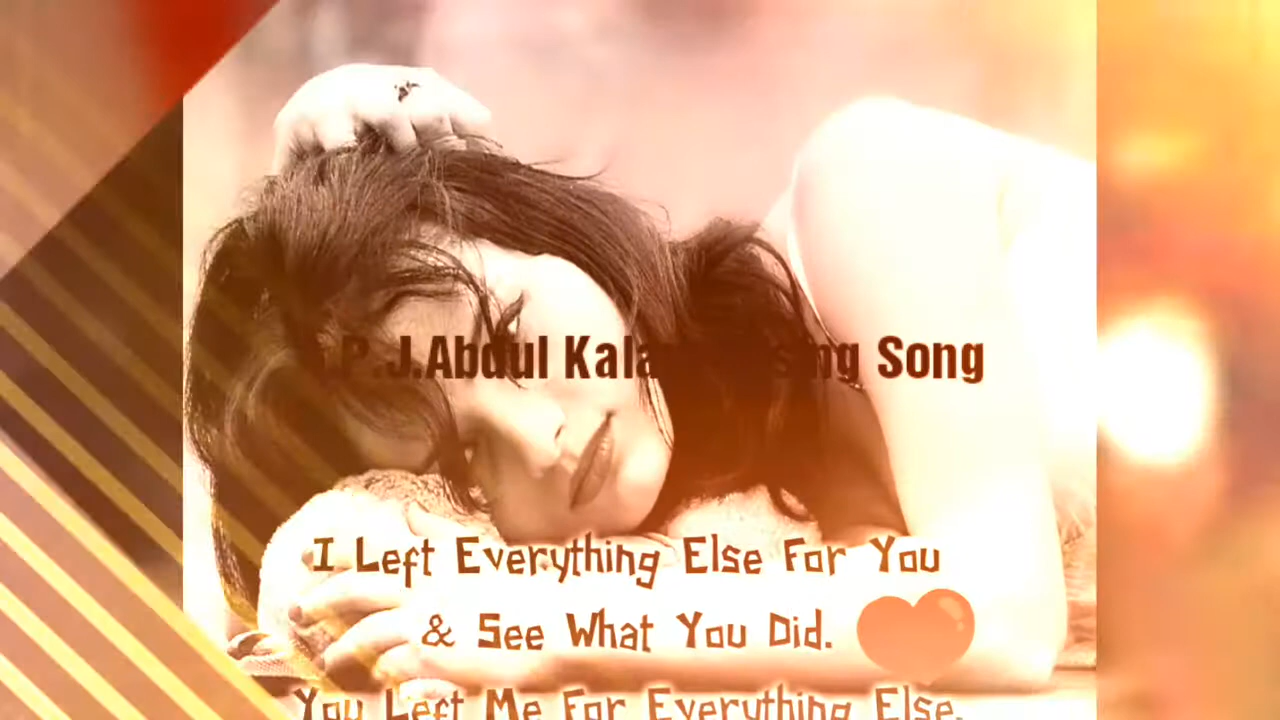 P.J.Abdul Kala Song
I Left Everything Else For You
& See What You Did.
You Left Me For Everything Else.